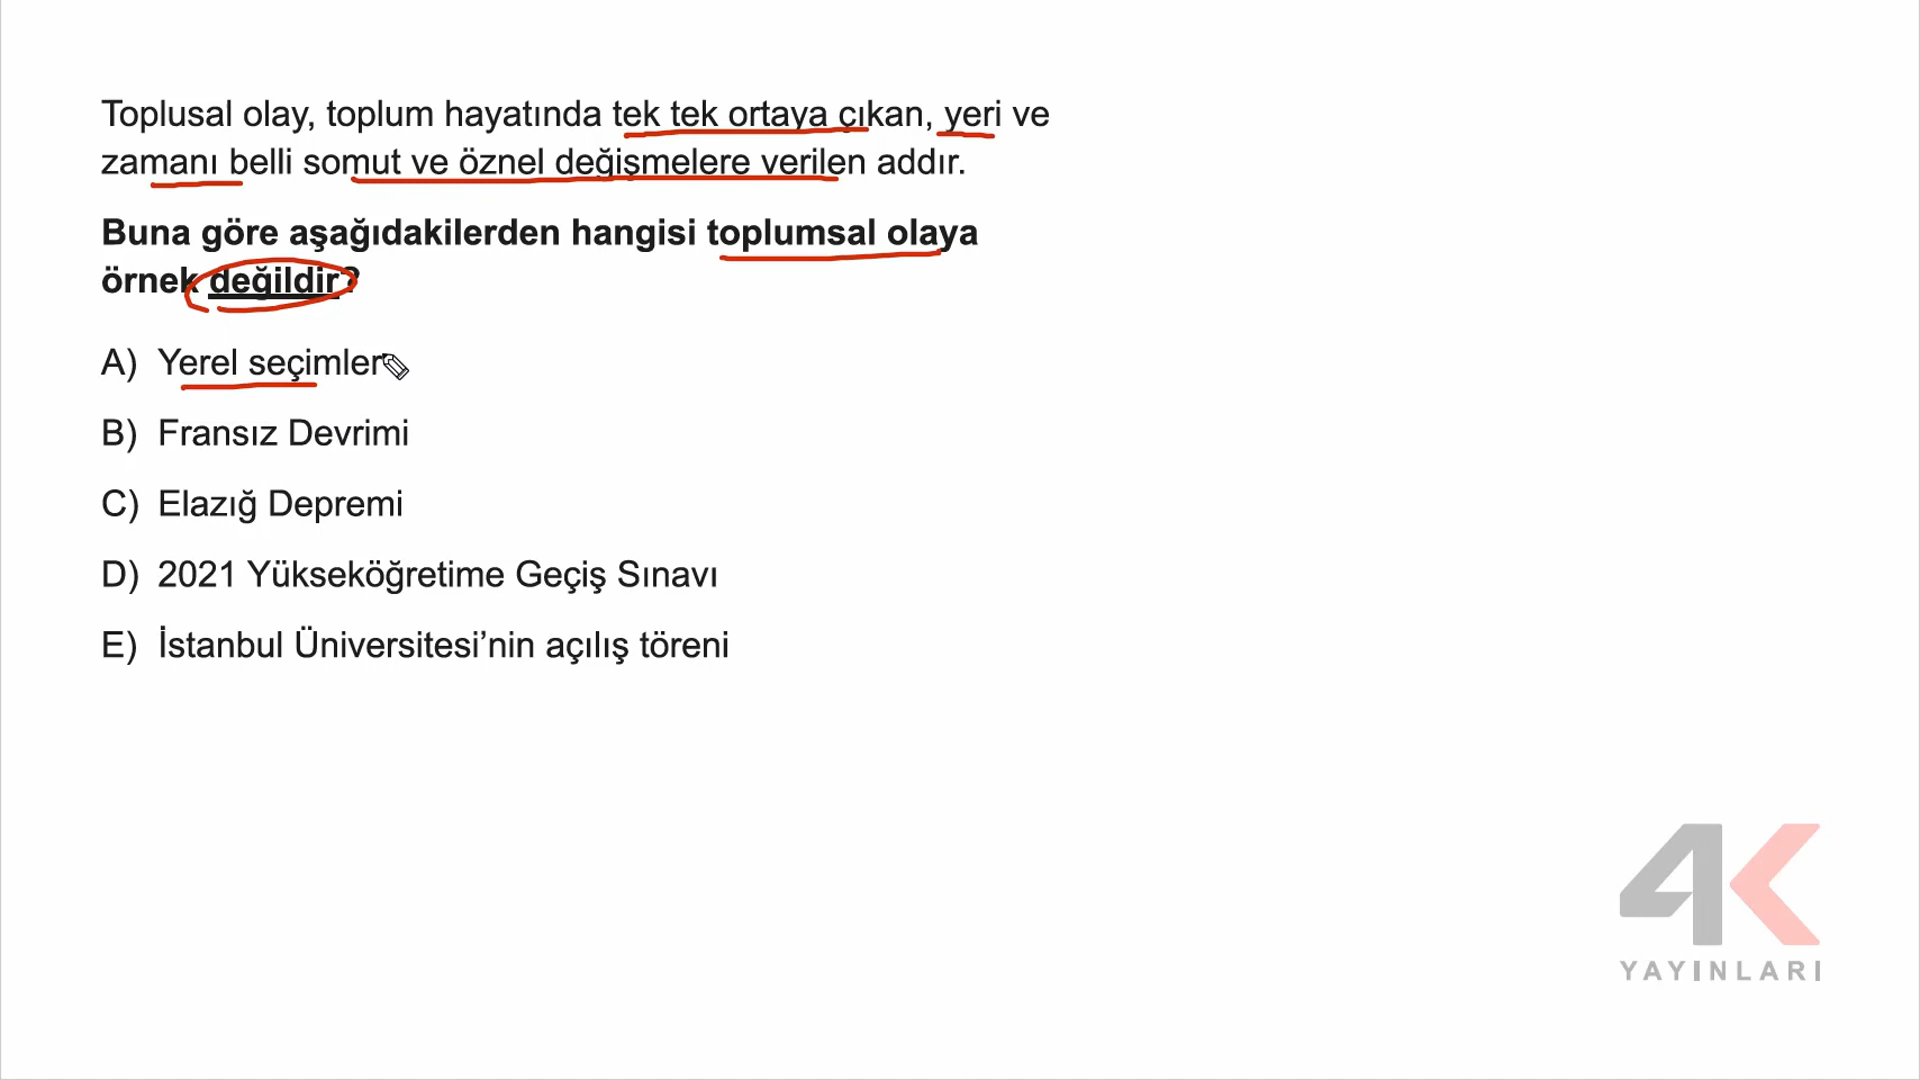 Toplusal olay, toplum hayatında tek tek ortaya çıkan, yeri ve
zamanı belli somut ve öznel değişmelere verilen addır.
Buna göre aşağıdakilerden hangisi toplumsal olaya
örnek değildir?
A) Yerel seçimler
B) Fransız Devrimi
C) Elazığ Depremi
D) 2021 Yükseköğretime Geçiş Sınavı
E) İstanbul Üniversitesi’nin açılış töreni
4K
YAYINLARI